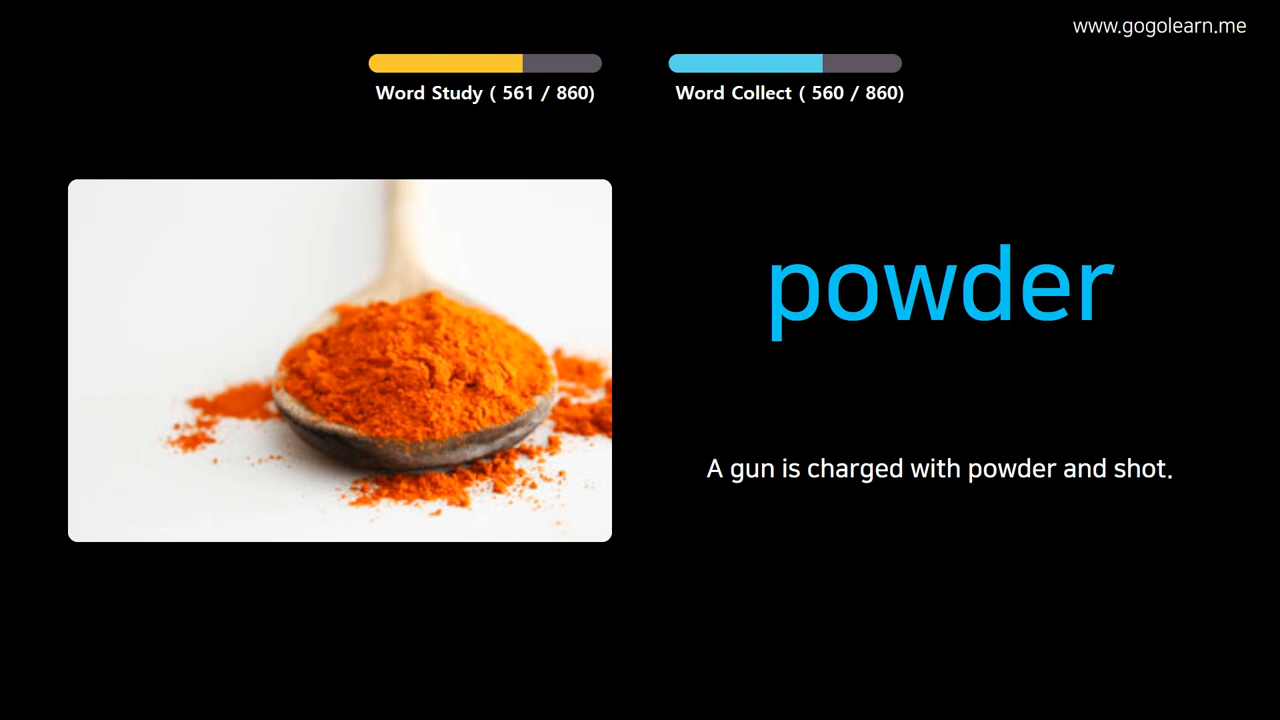 www.gogolearn.me
Word Study ( 561 / 860)
Word Collect ( 560 / 860)
powder
A gun is charged with powder and shot.